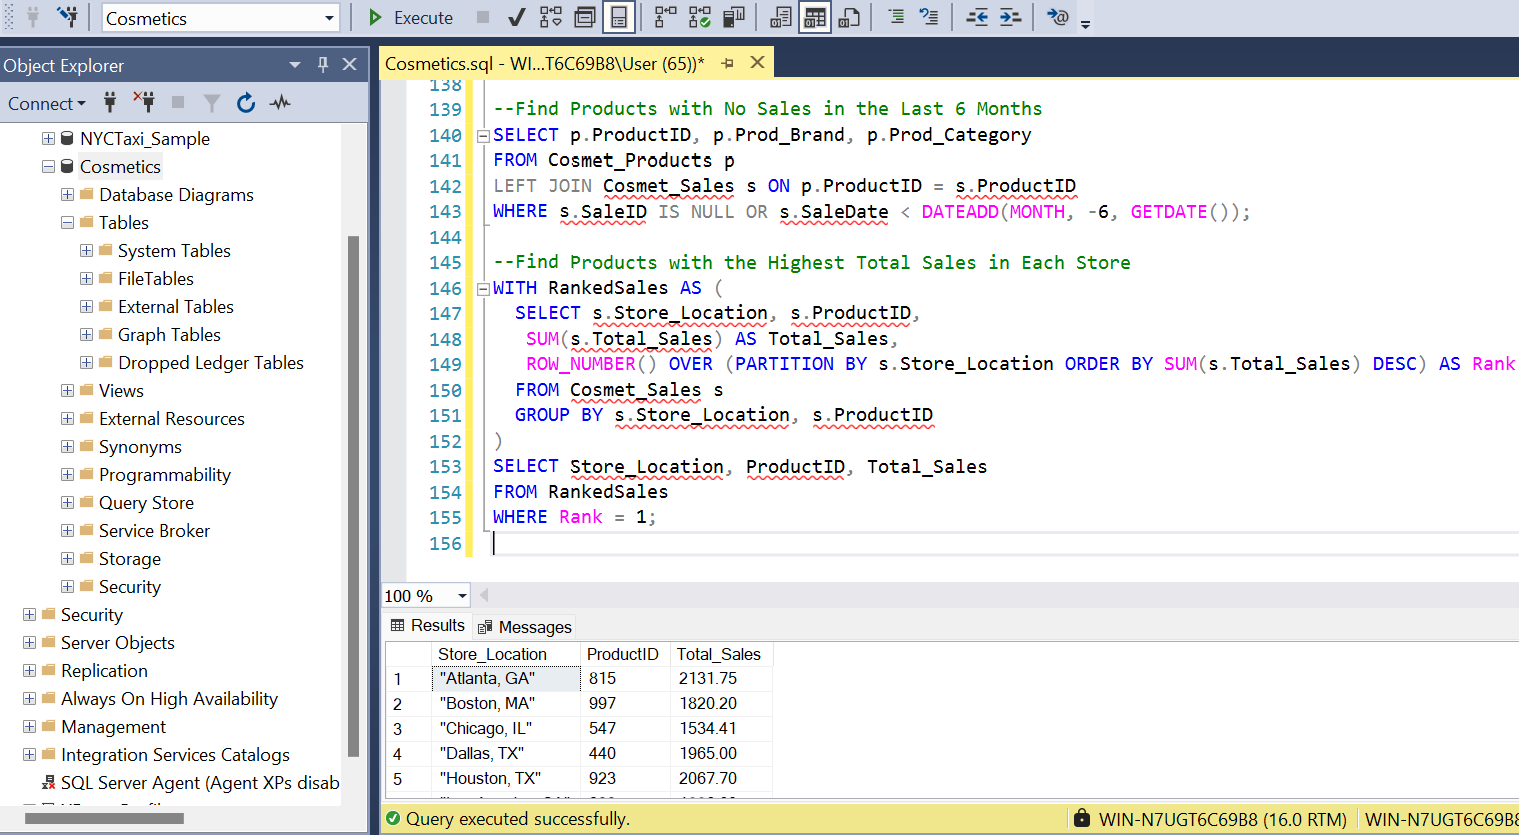 Cosmetics
Execute
Object Explorer
Connect
NYCTaxi_Sample
Cosmetics
Database Diagrams
Tables
System Tables
FileTables
External Tables
Graph Tables
Dropped Ledger Tables
Views
External Resources
Synonyms
Programmability
Query Store
Service Broker
Storage
Security
Security
Server Objects
Replication
Always On High Availability
Management
Integration Services Catalogs
SQL Server Agent (Agent XPs disab
Cosmetics.sql - WI...T6C69B8\User (65))*
138
139 --Find Products with No Sales in the Last 6 Months
140 SELECT p.ProductID, p.Prod_Brand, p.Prod_Category
141 FROM Cosmet_Products p
142 LEFT JOIN Cosmet_Sales s ON p.ProductID = s.ProductID
143 WHERE s.SaleID IS NULL OR s.SaleDate < DATEADD(MONTH, -6, GETDATE());
144
145 --Find Products with the Highest Total Sales in Each Store
146 WITH RankedSales AS (
147 SELECT s.Store_Location, s.ProductID,
148 SUM(s.Total_Sales) AS Total_Sales,
149 ROW_NUMBER() OVER (PARTITION BY s.Store_Location ORDER BY SUM(s.Total_Sales) DESC) AS Rank
150 FROM Cosmet_Sales s
151 GROUP BY s.Store_Location, s.ProductID
152 )
153 SELECT Store_Location, ProductID, Total_Sales
154 FROM RankedSales
155 WHERE Rank = 1;
156
100 %
Results Messages
Store_Location ProductID Total_Sales
1 "Atlanta, GA" 815 2131.75
2 "Boston, MA" 997 1820.20
3 "Chicago, IL" 547 1534.41
4 "Dallas, TX" 440 1965.00
5 "Houston, TX" 923 2067.70
Query executed successfully.
WIN-N7UGT6C69B8 (16.0 RTM)
WIN-N7UGT6C69B8